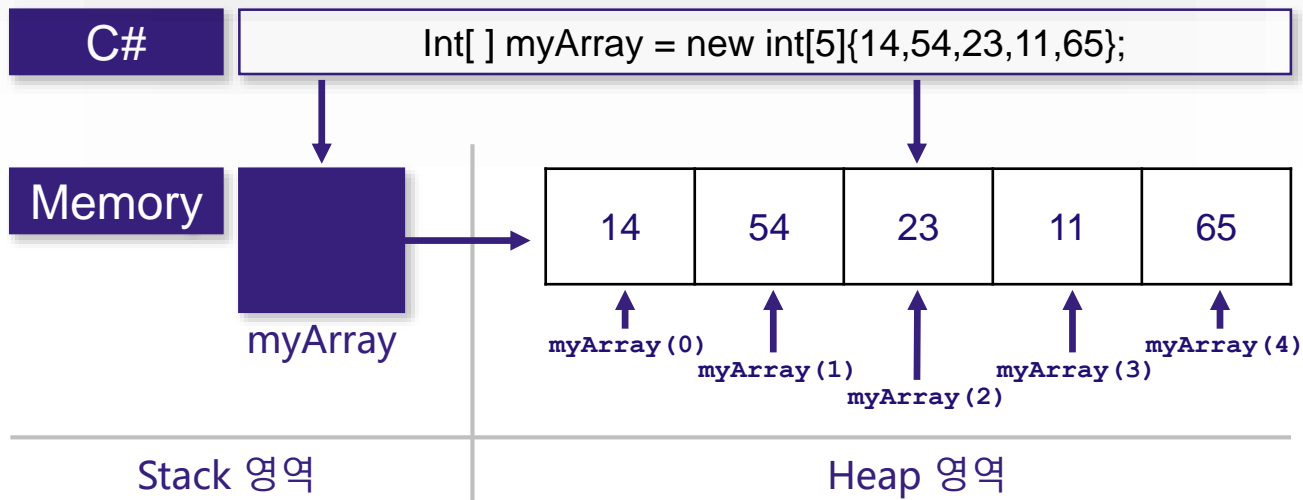 C#
Int[ ] myArray = new int[5]{14,54,23,11,65};
Memory
14 54 23 11 65
myArray
myArray(0)
myArray(1)
myArray(2)
myArray(3)
myArray(4)
Stack 영역
Heap 영역